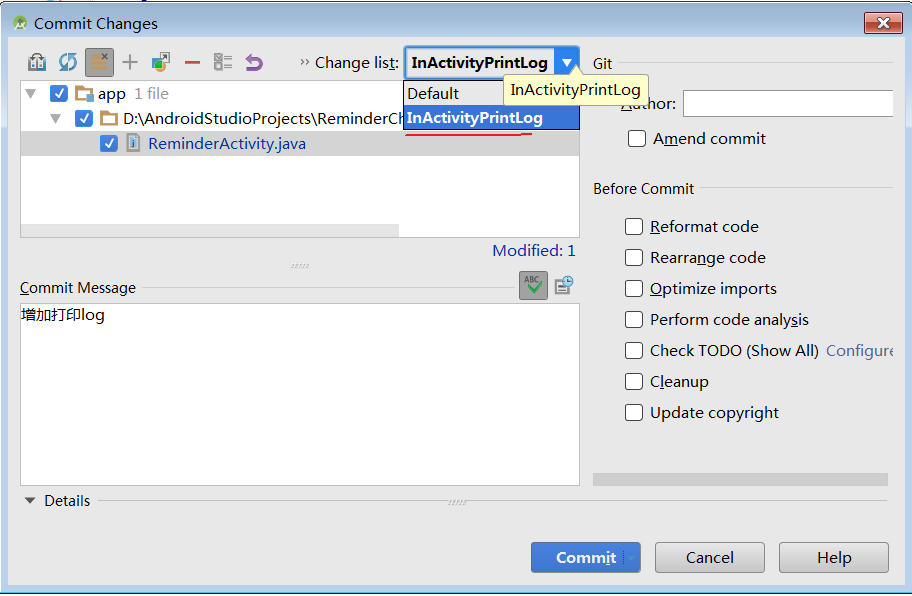 Commit Changes
Change list: InActivityPrintLog
Default
InActivityPrintLog
InActivityPrintLog
app 1 file
D:\AndroidStudioProjects\ReminderCh
ReminderActivity.java
Modified: 1
Commit Message
ABC
增加打印log
Details
Git
Author:
Amend commit
Before Commit
Reformat code
Rearrange code
Optimize imports
Perform code analysis
Check TODO (Show All) Configure
Cleanup
Update copyright
Commit
Cancel
Help